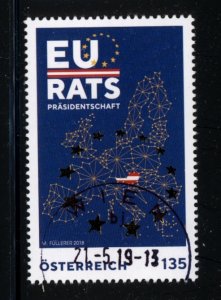 EU
RATS
PRÄSIDENTSCHAFT
M. FÜLLERER 2018
21-5.19-13
ÖSTERREICH 135